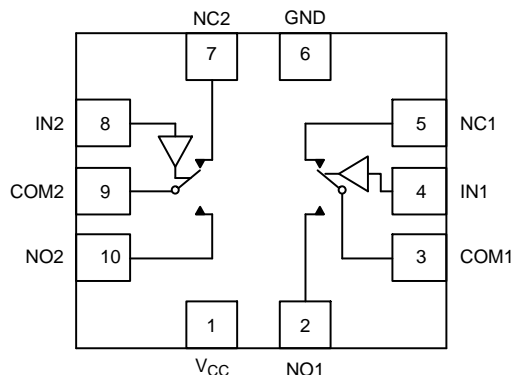 NC2 GND
7 6
IN2 8 5 NC1
COM2 9 4 IN1
NO2 10 3 COM1
1 2
VCC NO1